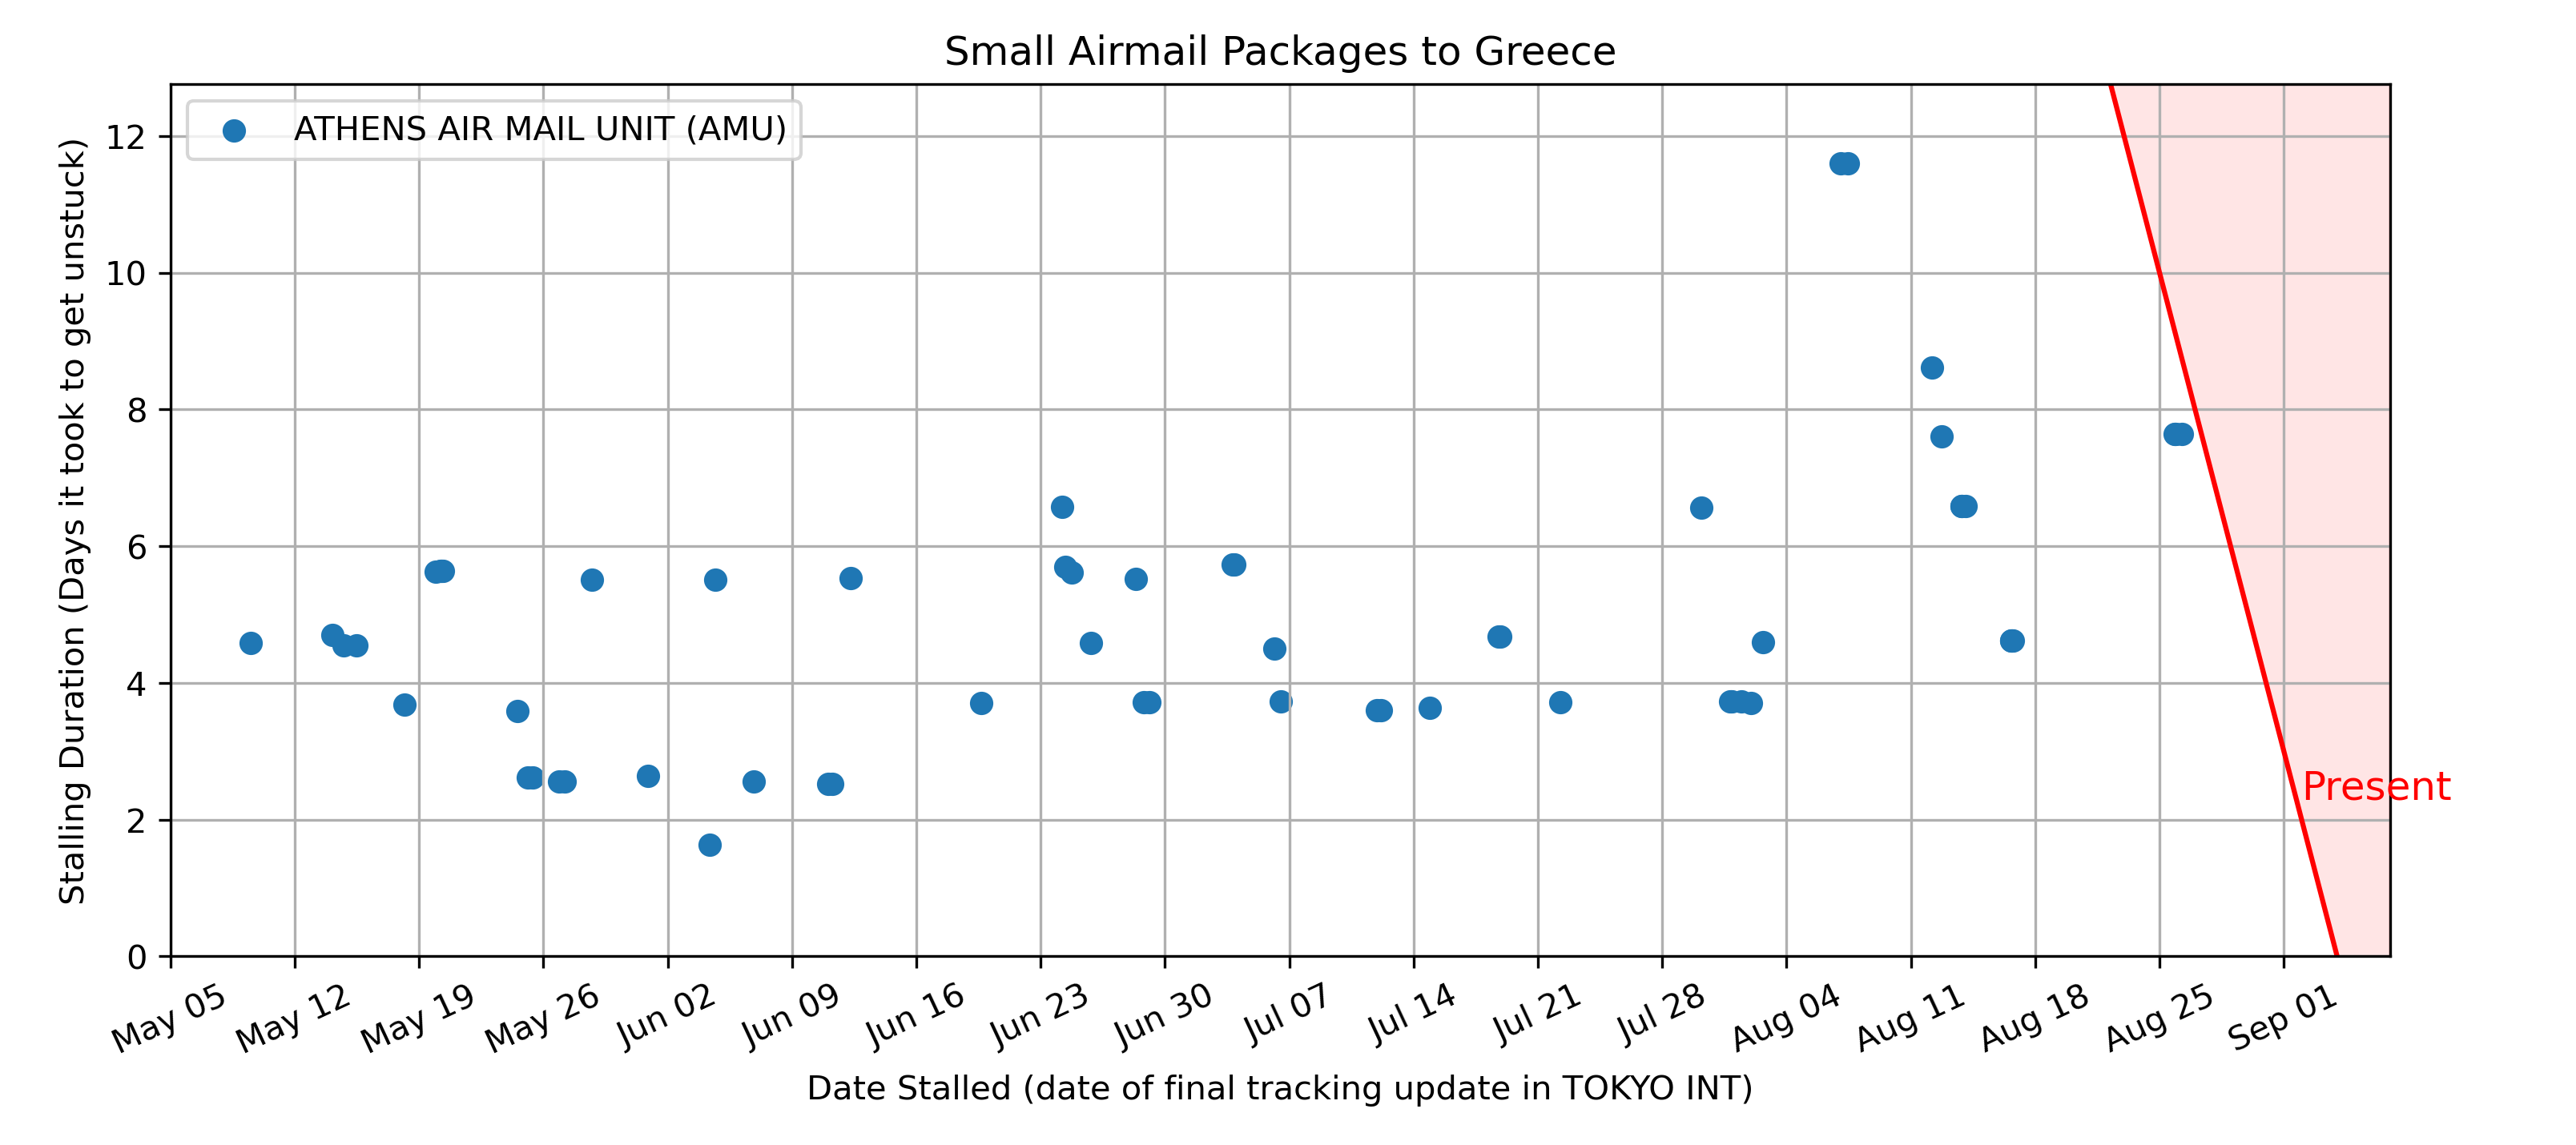 Small Airmail Packages to Greece
ATHENS AIR MAIL UNIT (AMU)
Stalling Duration (Days it took to get unstuck)
12
10
8
6
4
2
0
Present
May 05
May 12
May 19
May 26
Jun 02
Jun 09
Jun 16
Jun 23
Jun 30
Jul 07
Jul 14
Jul 21
Jul 28
Aug 04
Aug 11
Aug 18
Aug 25
Sep 01
Date Stalled (date of final tracking update in TOKYO INT)